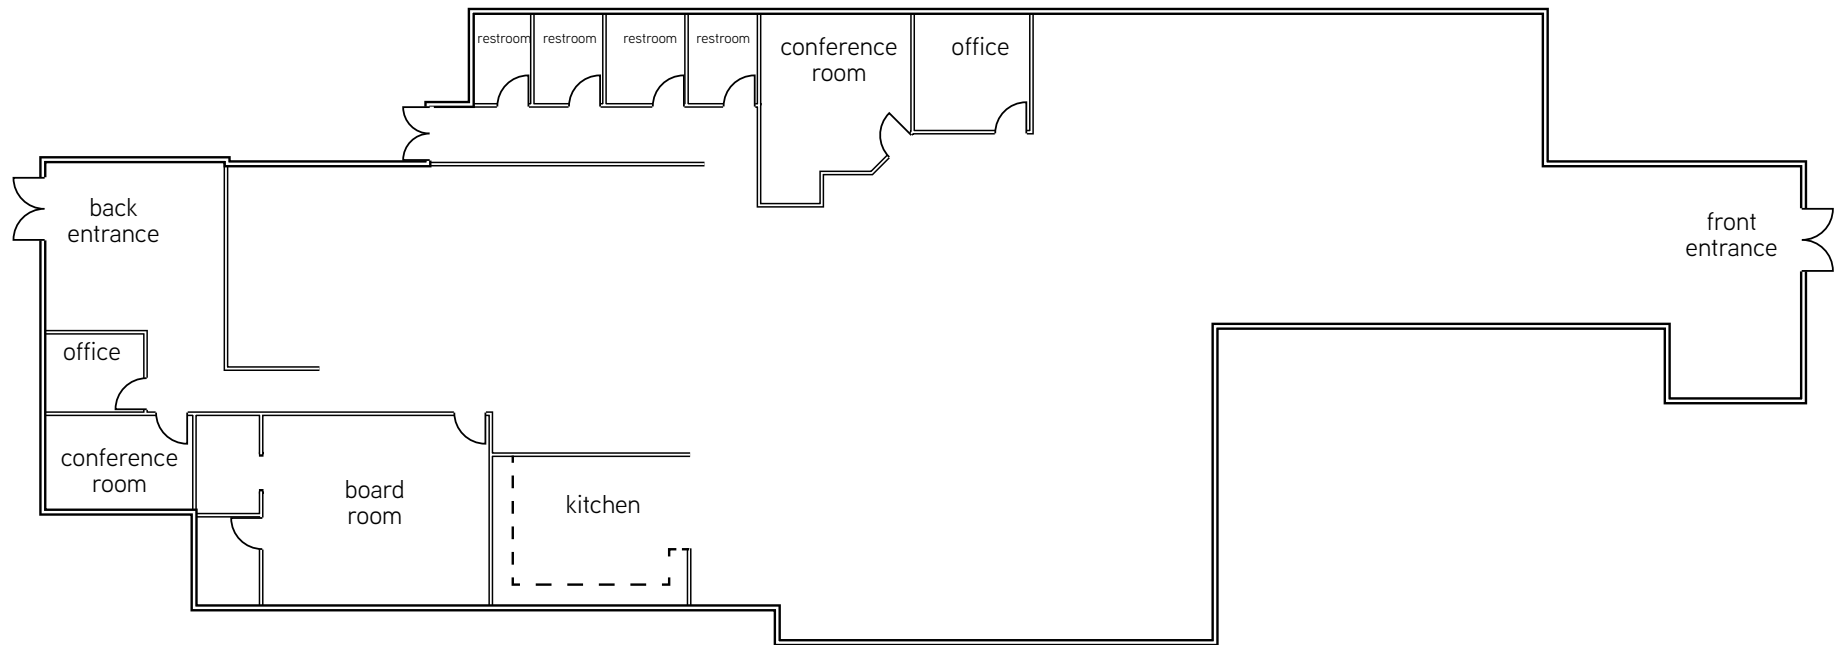 restroom
restroom
restroom
restroom
conference
room
office
back
entrance
front
entrance
office
conference
room
board
room
kitchen